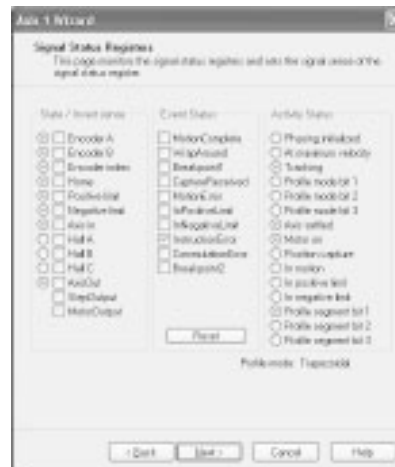 Axis 1 Wizard
Signal Status Registers
This page monitors the signal status registers and sets the signal sense of the
signal status register.
State / Invert sense
Encoder A
Encoder B
Encoder index
Home
Positive limit
Negative limit
Axis In
Hall A
Hall B
Hall C
AxisOut
StepOutput
MotorOutput
Event Status
MotionComplete
WrapAround
Breakpoint1
CaptureReceived
MotionError
InPositiveLimit
InNegativeLimit
InstructionError
CommutationError
Breakpoint2
Reset
Activity Status
Phasing initialized
At maximum velocity
Tracking
Profile mode bit 1
Profile mode bit 2
Profile mode bit 3
Axis settled
Motor on
Position capture
In motion
In positive limit
In negative limit
Profile segment bit 1
Profile segment bit 2
Profile segment bit 3
Profile mode: Trapezoidal
< Back
Next >
Cancel
Help